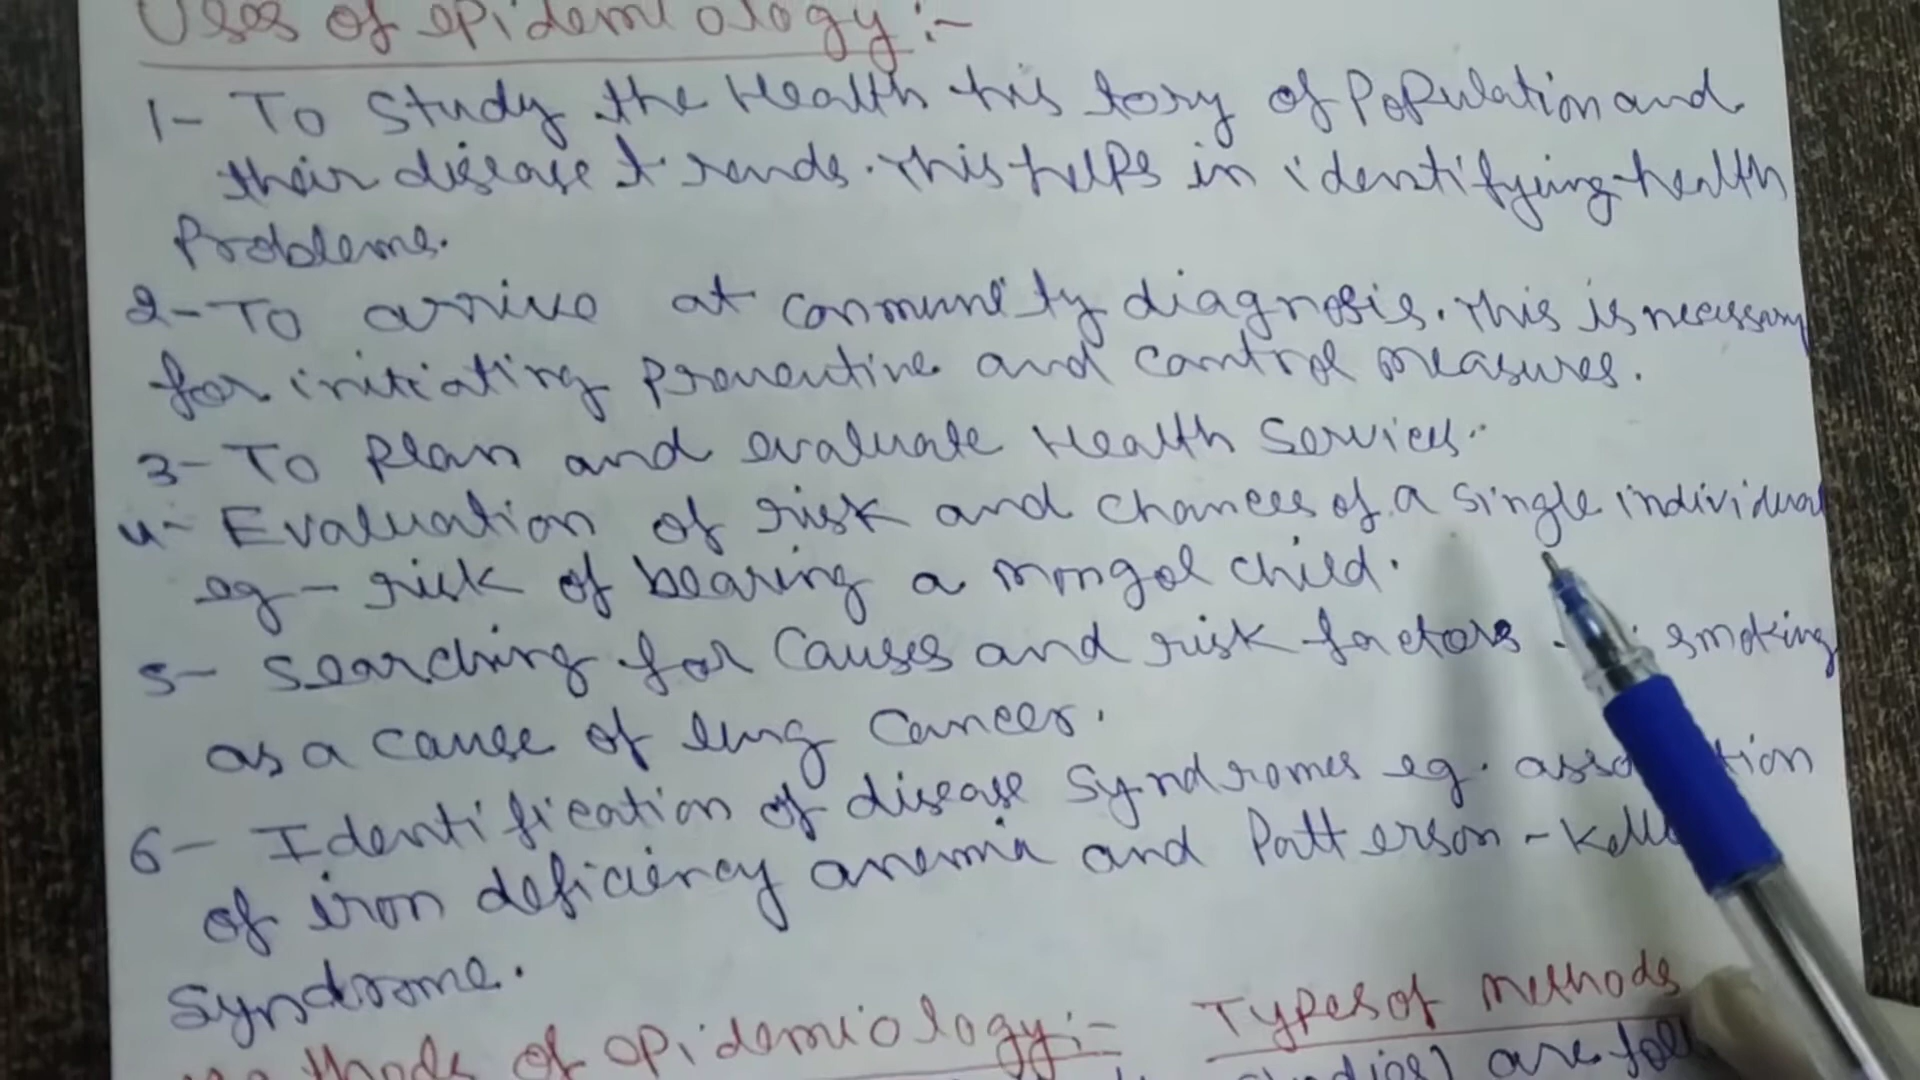 Uses of epidemiology:-
1- To Study the Health history of Population and
their disease trends. This helps in identifying health
Problems.
2- To arrive at community diagnosis. This is necessary
for initiating preventive and control measures.
3- To plan and evaluate Health Services.
4- Evaluation of risk and chances of a single individual
eg - risk of bearing a mongol child.
5- Searching for Causes and risk factors smoking
as a cause of lung Cancer.
6- Identification of disease Syndromes eg.
of iron deficiency anemia and Patterson -
Syndrome.
of epidemiology:- Types of methods
are